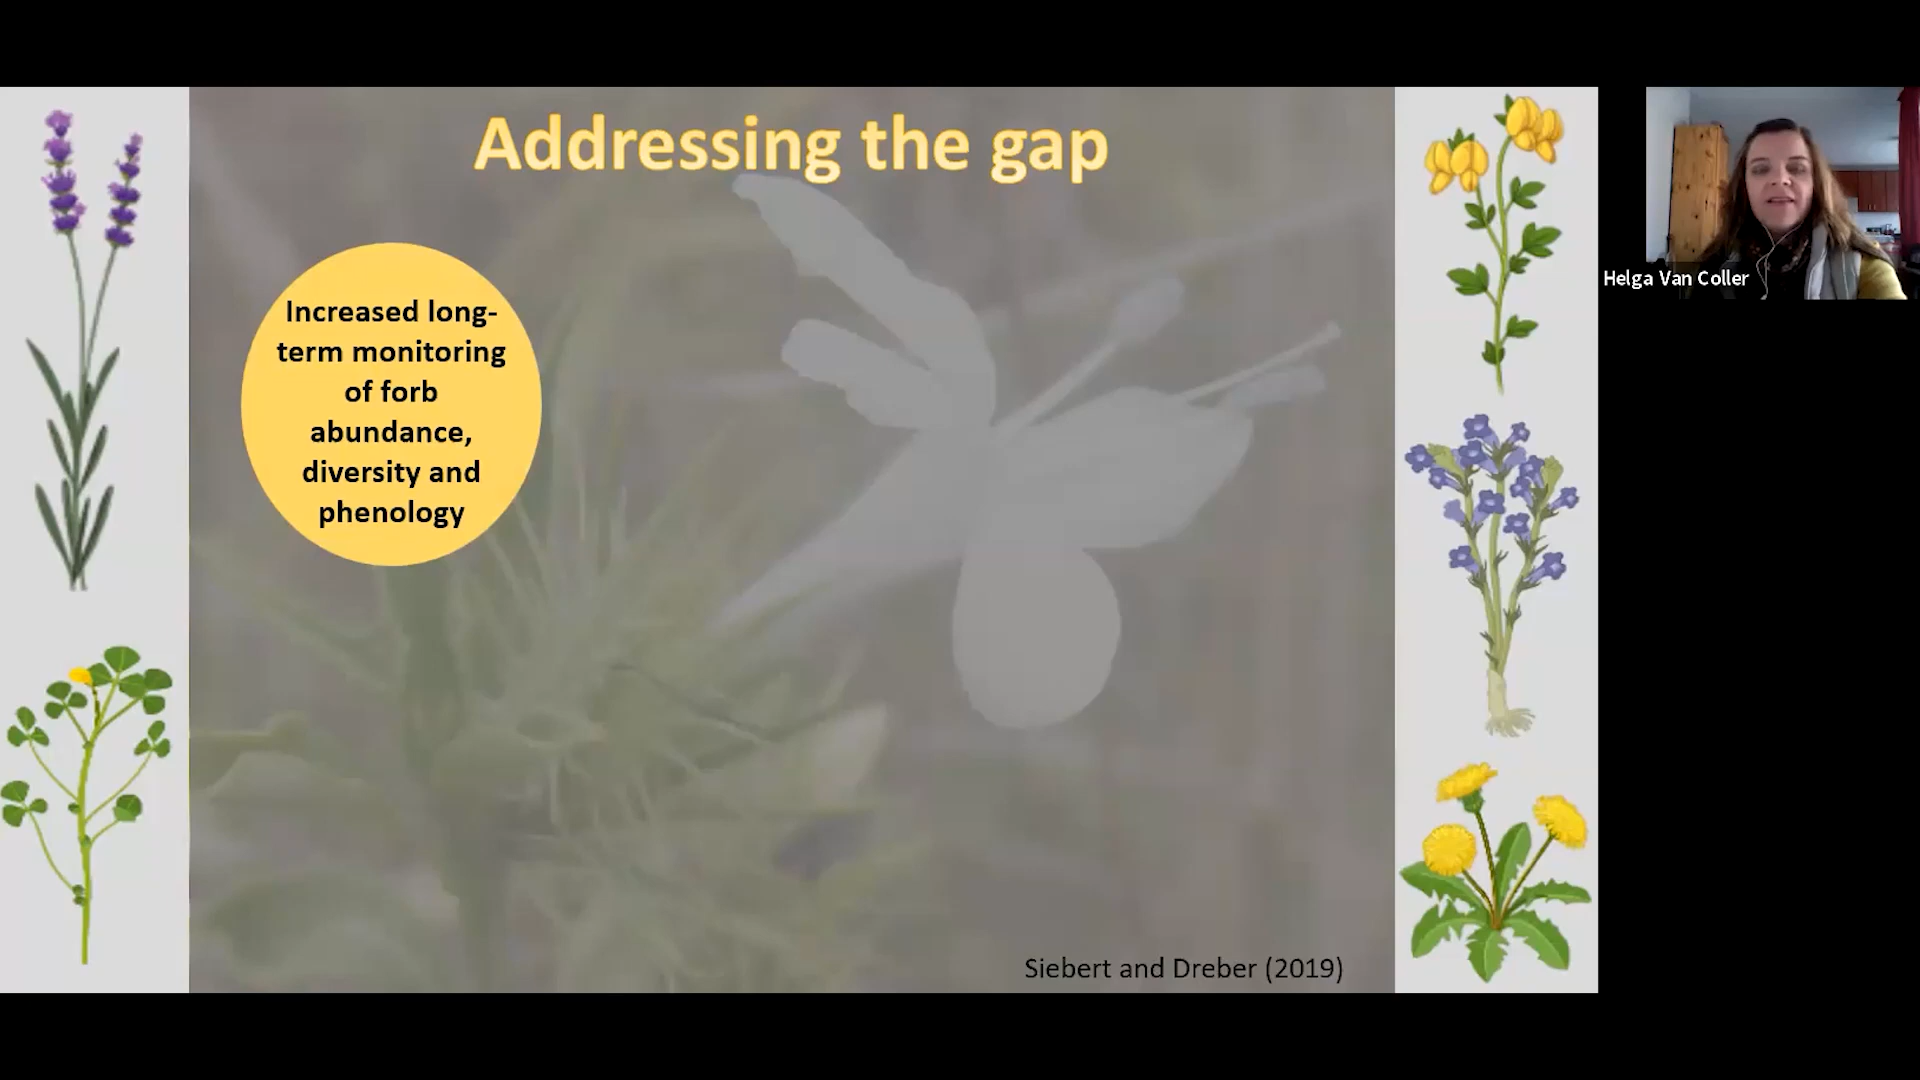 Addressing the gap
Increased long-
term monitoring
of forb
abundance,
diversity and
phenology
Siebert and Dreber (2019)
Helga Van Coller